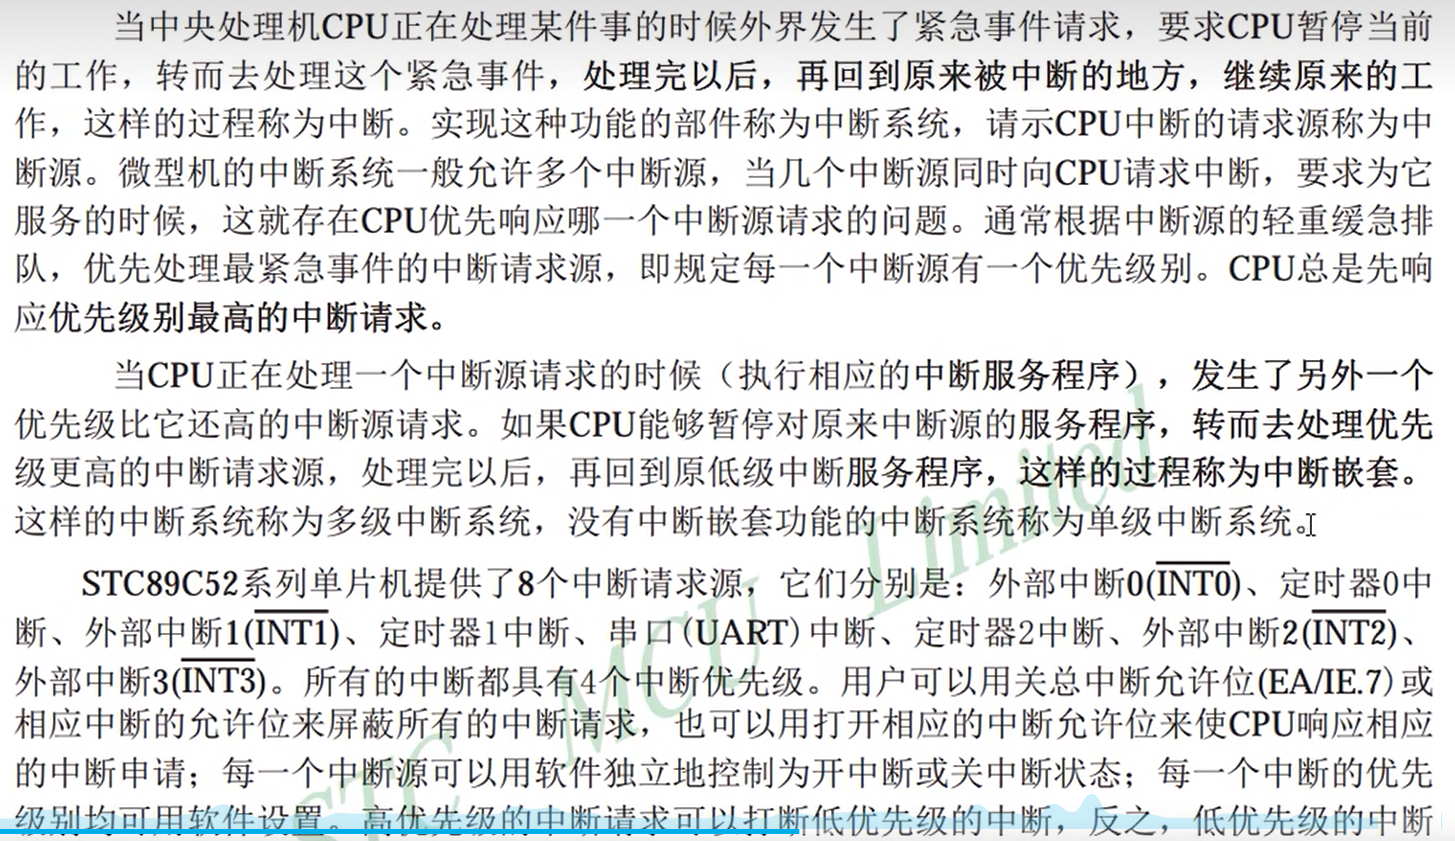 当中央处理机CPU正在处理某件事的时候外界发生了紧急事件请求，要求CPU暂停当前
的工作，转而去处理这个紧急事件，处理完以后，再回到原来被中断的地方，继续原来的工
作，这样的过程称为中断。实现这种功能的部件称为中断系统，请示CPU中断的请求源称为中
断源。微型机的中断系统一般允许多个中断源，当几个中断源同时向CPU请求中断，要求为它
服务的时候，这就存在CPU优先响应哪一个中断源请求的问题。通常根据中断源的轻重缓急排
队，优先处理最紧急事件的中断请求源，即规定每一个中断源有一个优先级别。CPU总是先响
应优先级别最高的中断请求。
当CPU正在处理一个中断源请求的时候（执行相应的中断服务程序），发生了另外一个
优先级比它还高的中断源请求。如果CPU能够暂停对原来中断源的服务程序，转而去处理优先
级更高的中断请求源，处理完以后，再回到原低级中断服务程序，这样的过程称为中断嵌套。
这样的中断系统称为多级中断系统，没有中断嵌套功能的中断系统称为单级中断系统。
STC89C52系列单片机提供了8个中断请求源，它们分别是：外部中断0(INT0)、定时器0中
断、外部中断1(INT1)、定时器1中断、串口(UART)中断、定时器2中断、外部中断2(INT2)、
外部中断3(INT3)。所有的中断都具有4个中断优先级。用户可以用关总中断允许位(EA/IE.7)或
相应中断的允许位来屏蔽所有的中断请求，也可以用打开相应的中断允许位来使CPU响应相应
的中断申请；每一个中断源可以用软件独立地控制为开中断或关中断状态；每一个中断的优先
级别均可用软件设置。高优先级的中断请求可以打断低优先级的中断，反之，低优先级的中断
STC MCU Limited